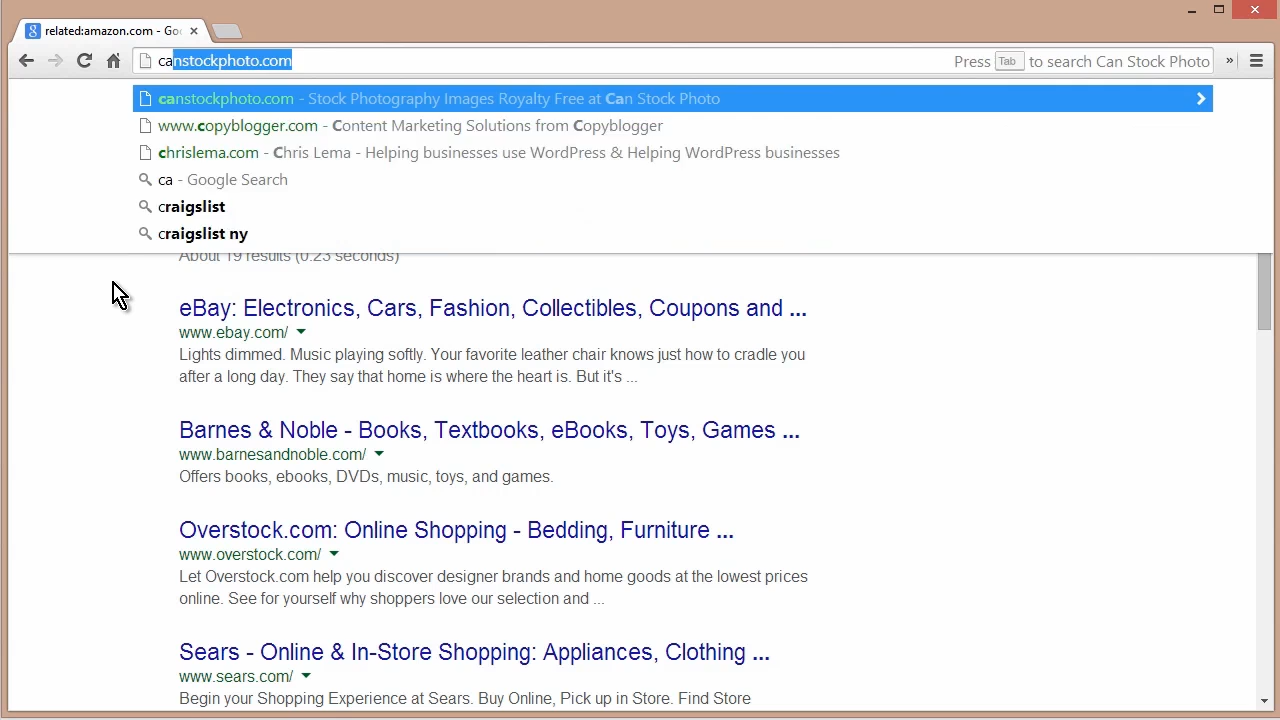 related:amazon.com - Goo
canstockphoto.com Press Tab to search Can Stock Photo »
canstockphoto.com - Stock Photography Images Royalty Free at Can Stock Photo
www.copyblogger.com - Content Marketing Solutions from Copyblogger
chrislema.com - Chris Lema - Helping businesses use WordPress & Helping WordPress businesses
ca - Google Search
craigslist
craigslist ny
About 19 results (0.23 seconds)
eBay: Electronics, Cars, Fashion, Collectibles, Coupons and ...
www.ebay.com/
Lights dimmed. Music playing softly. Your favorite leather chair knows just how to cradle you
after a long day. They say that home is where the heart is. But it's ...
Barnes & Noble - Books, Textbooks, eBooks, Toys, Games ...
www.barnesandnoble.com/
Offers books, ebooks, DVDs, music, toys, and games.
Overstock.com: Online Shopping - Bedding, Furniture ...
www.overstock.com/
Let Overstock.com help you discover designer brands and home goods at the lowest prices
online. See for yourself why shoppers love our selection and ...
Sears - Online & In-Store Shopping: Appliances, Clothing ...
www.sears.com/
Begin your Shopping Experience at Sears. Buy Online, Pick up in Store. Find Store